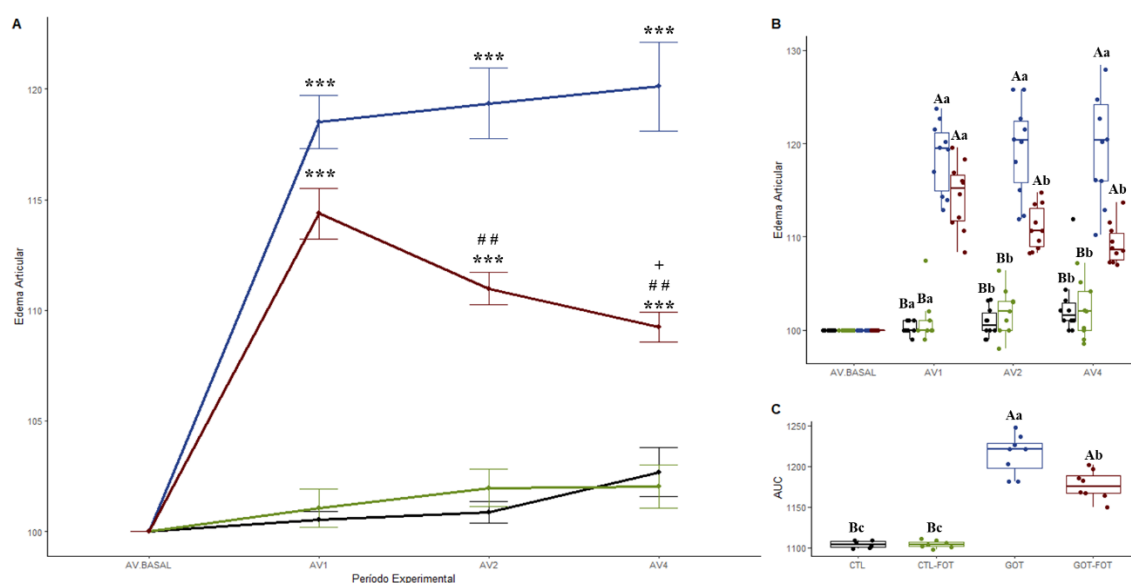 A
***
***
***
***
##
***
+
##
***
Edema Articular
120
115
110
105
100
AV.BASAL
AV1
AV2
AV4
Período Experimental
B
Aa
Aa
Aa
Aa
Ab
Ab
Ba Ba
Bb
Bb
Bb
Bb
Edema Articular
130
120
110
100
AV.BASAL
AV1
AV2
AV4
C
Aa
Ab
Bc
Bc
AUC
1250
1200
1150
1100
CTL
CTL-FOT
GOT
GOT-FOT